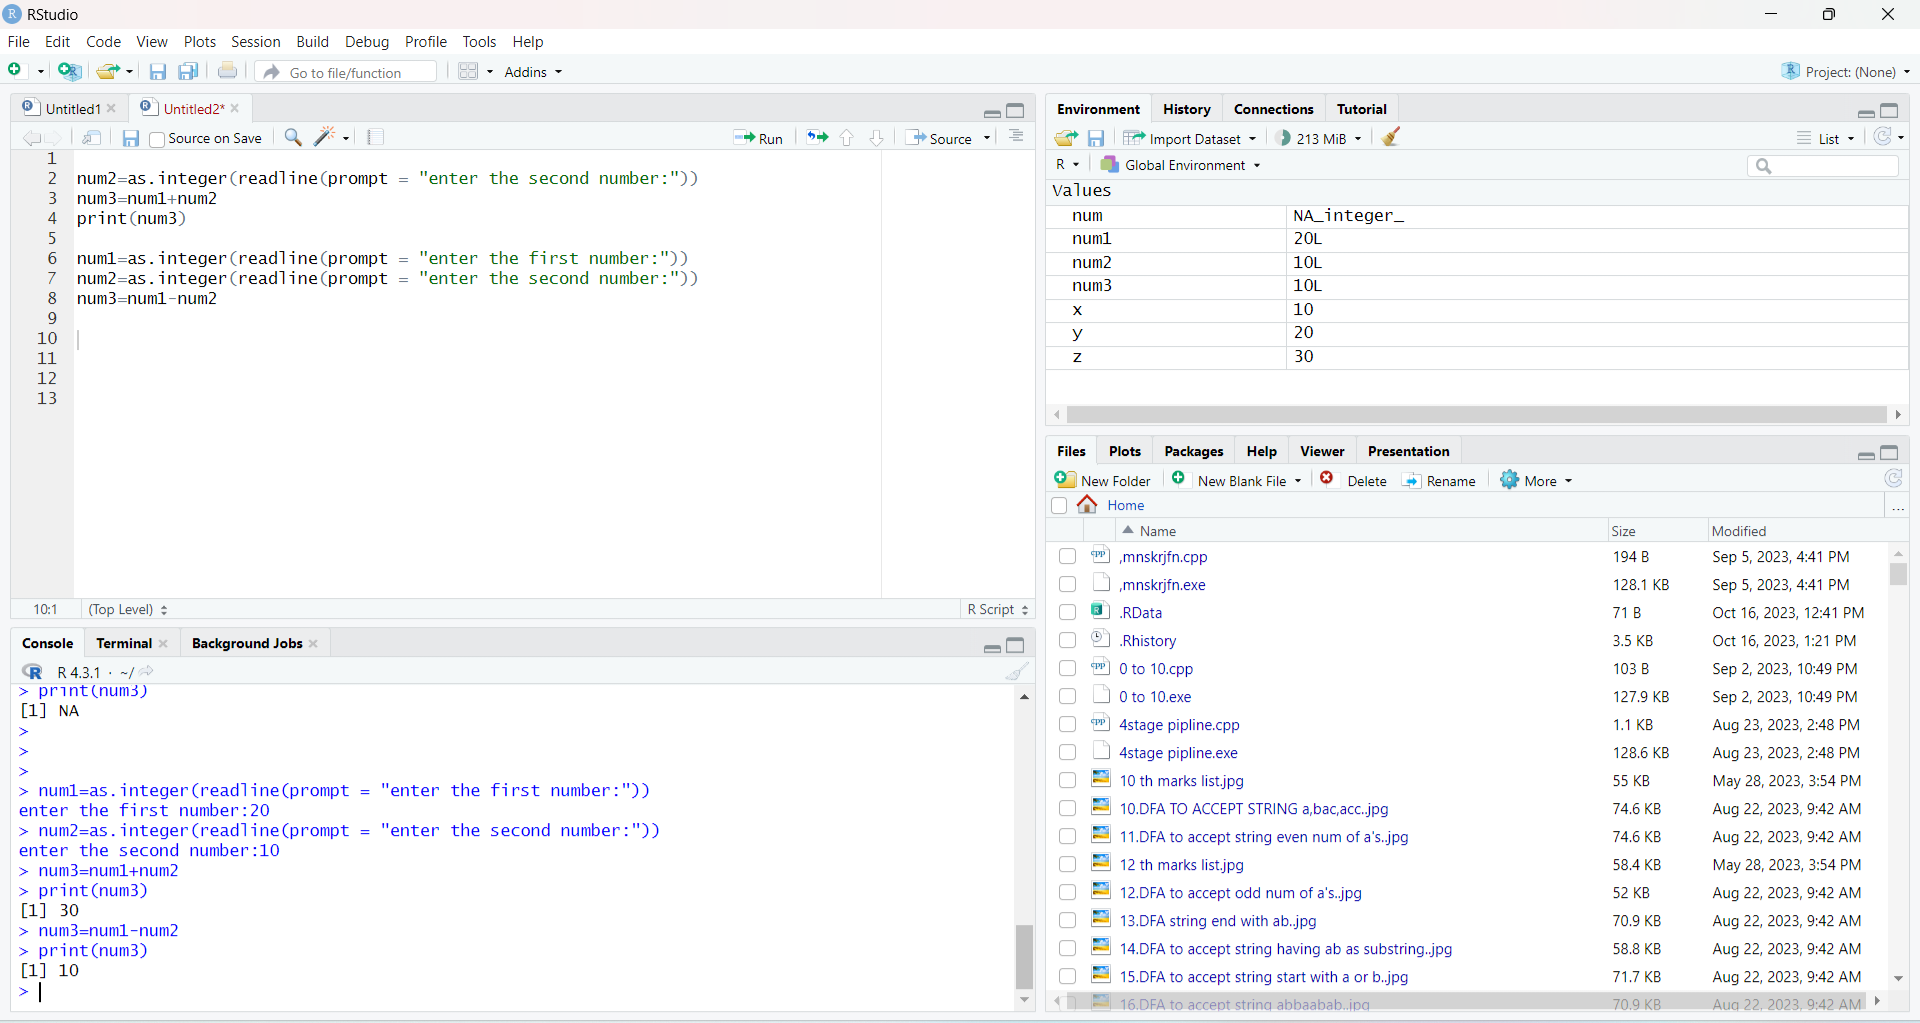 RStudio
File Edit Code View Plots Session Build Debug Profile Tools Help
Go to file/function Addins Project: (None)
Untitled1 Untitled2*
Source on Save Run Source
1
2 num2=as.integer(readline(prompt = "enter the second number:"))
3 num3=num1+num2
4 print(num3)
5
6 num1=as.integer(readline(prompt = "enter the first number:"))
7 num2=as.integer(readline(prompt = "enter the second number:"))
8 num3=num1-num2
9
10
11
12
13
10:1 (Top Level) R Script
Console Terminal Background Jobs
R 4.3.1 · ~/
> print(num3)
[1] NA
>
>
>
> num1=as.integer(readline(prompt = "enter the first number:"))
enter the first number:20
> num2=as.integer(readline(prompt = "enter the second number:"))
enter the second number:10
> num3=num1+num2
> print(num3)
[1] 30
> num3=num1-num2
> print(num3)
[1] 10
>
Environment History Connections Tutorial
Import Dataset 213 MiB List
R Global Environment
Values
num NA_integer_
num1 20L
num2 10L
num3 10L
x 10
y 20
z 30
Files Plots Packages Help Viewer Presentation
New Folder New Blank File Delete Rename More
Home ...
Name Size Modified
,mnskrjfn.cpp 194 B Sep 5, 2023, 4:41 PM
,mnskrjfn.exe 128.1 KB Sep 5, 2023, 4:41 PM
.RData 71 B Oct 16, 2023, 12:41 PM
.Rhistory 3.5 KB Oct 16, 2023, 1:21 PM
0 to 10.cpp 103 B Sep 2, 2023, 10:49 PM
0 to 10.exe 127.9 KB Sep 2, 2023, 10:49 PM
4stage pipline.cpp 1.1 KB Aug 23, 2023, 2:48 PM
4stage pipline.exe 128.6 KB Aug 23, 2023, 2:48 PM
10 th marks list.jpg 55 KB May 28, 2023, 3:54 PM
10.DFA TO ACCEPT STRING a,bac,acc..jpg 74.6 KB Aug 22, 2023, 9:42 AM
11.DFA to accept string even num of a's..jpg 74.6 KB Aug 22, 2023, 9:42 AM
12 th marks list.jpg 58.4 KB May 28, 2023, 3:54 PM
12.DFA to accept odd num of a's..jpg 52 KB Aug 22, 2023, 9:42 AM
13.DFA string end with ab..jpg 70.9 KB Aug 22, 2023, 9:42 AM
14.DFA to accept string having ab as substring..jpg 58.8 KB Aug 22, 2023, 9:42 AM
15.DFA to accept string start with a or b..jpg 71.7 KB Aug 22, 2023, 9:42 AM
16.DFA to accept string abbaabab..jpg 70.9 KB Aug 22, 2023, 9:42 AM